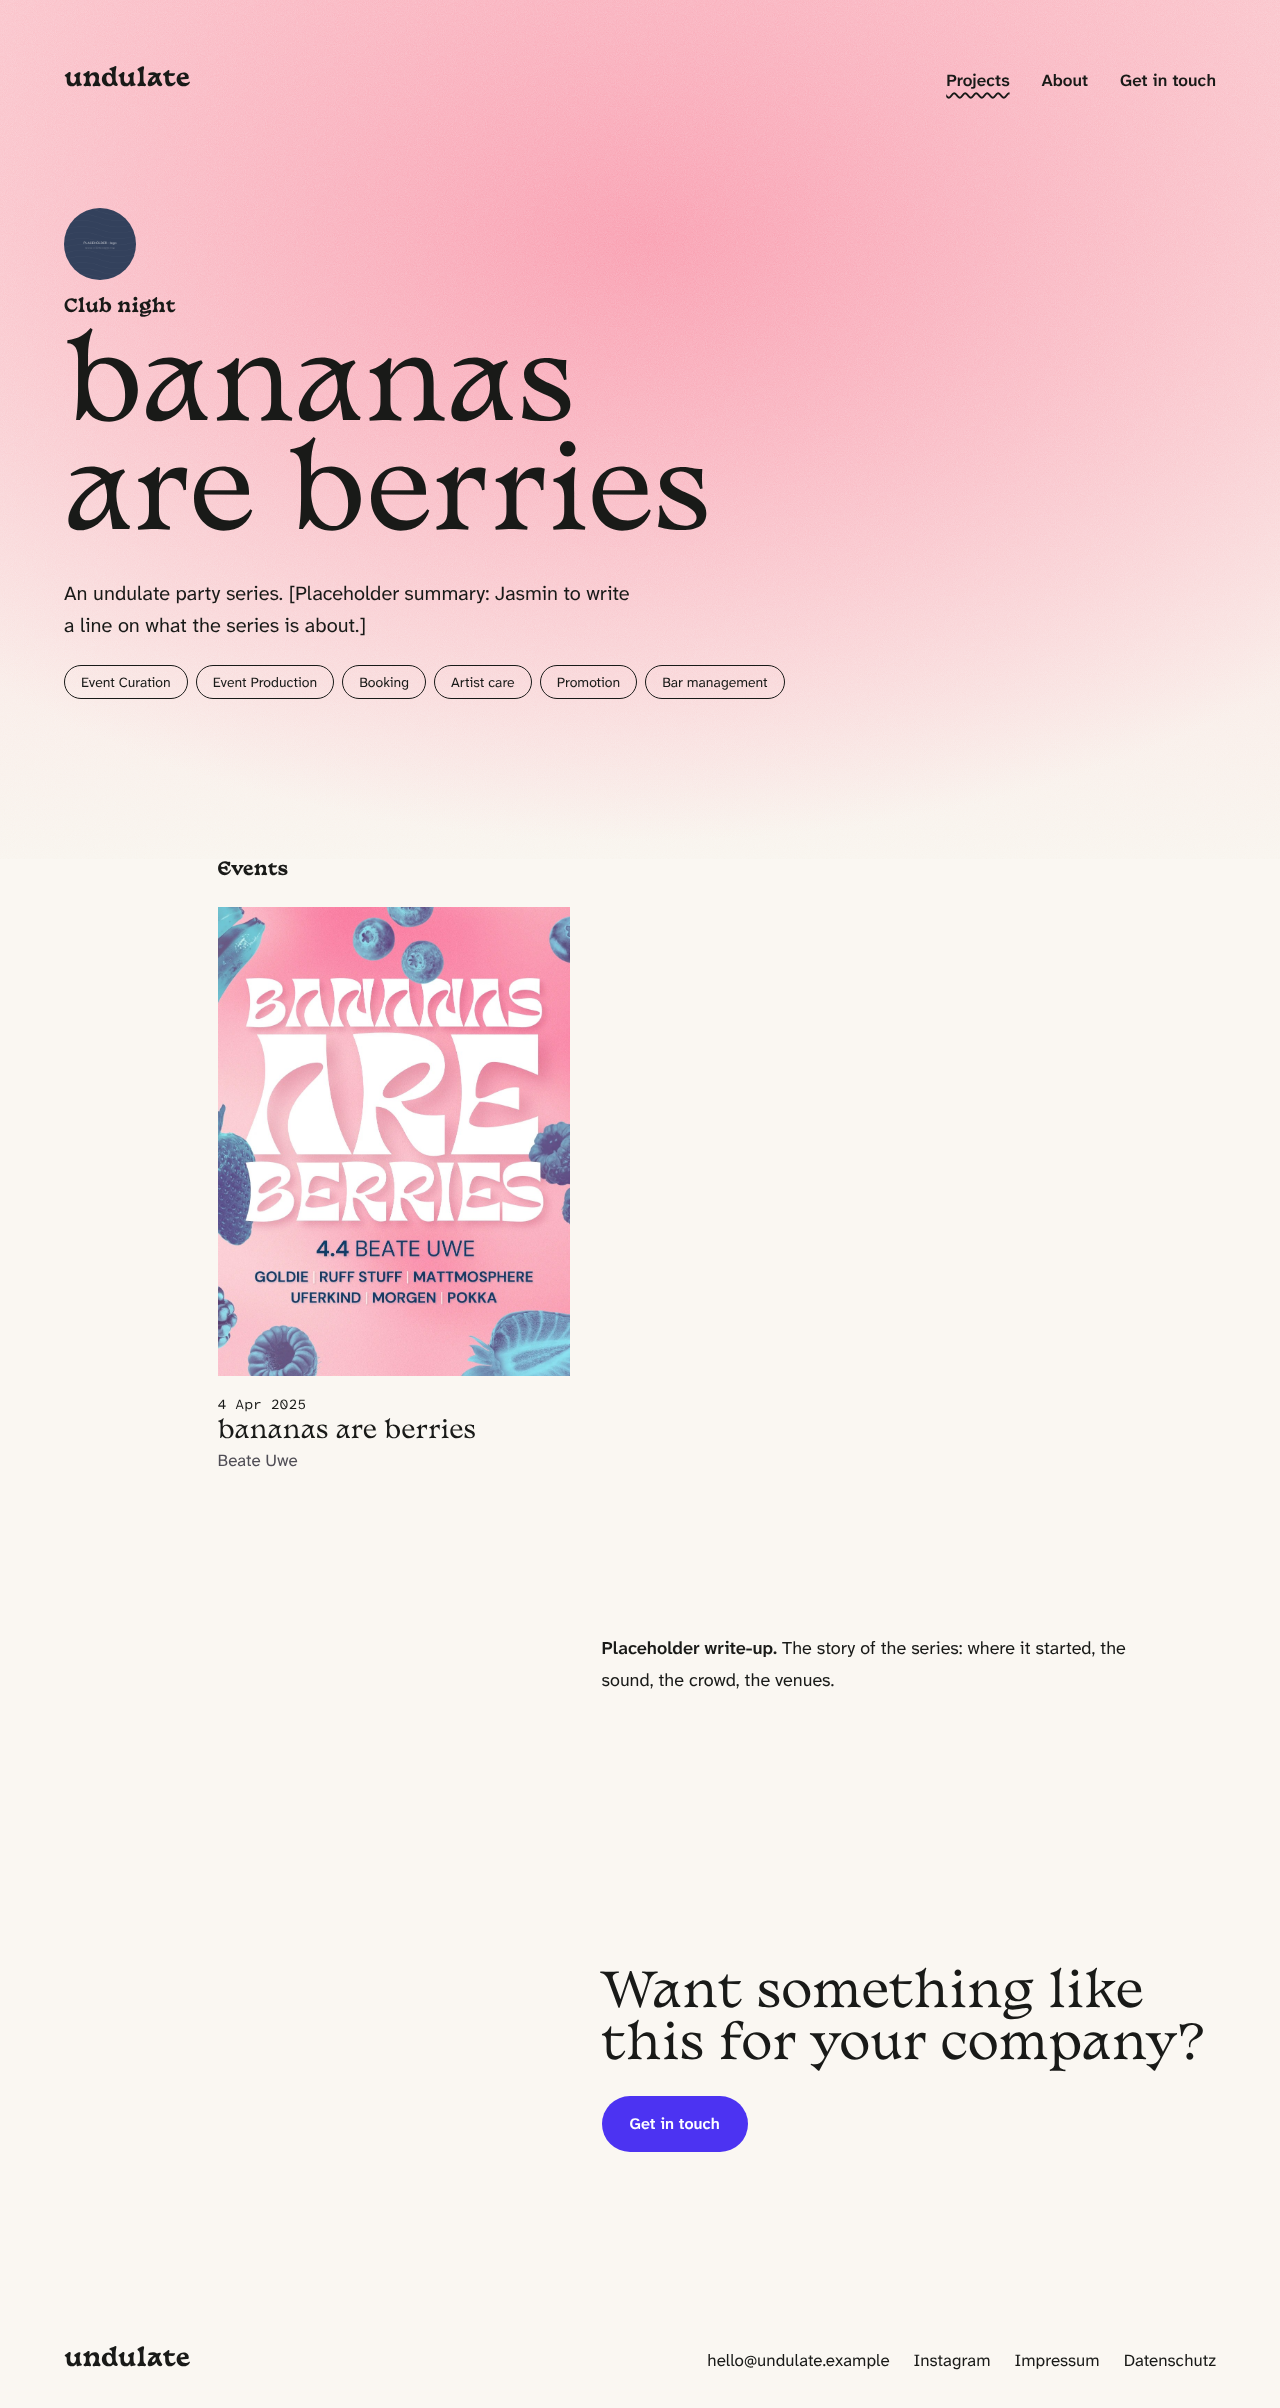 undulate
Projects About Get in touch
Club night
bananas
are berries
An undulate party series. [Placeholder summary: Jasmin to write
a line on what the series is about.]
Event Curation Event Production Booking Artist care Promotion Bar management
Events
BANANAS
ARE
BERRIES
4.4 BEATE UWE
GOLDIE | RUFF STUFF | MATTMOSPHERE
UFERKIND | MORGEN | POKKA
4 Apr 2025
bananas are berries
Beate Uwe
Placeholder write-up. The story of the series: where it started, the
sound, the crowd, the venues.
Want something like
this for your company?
Get in touch
undulate
hello@undulate.example Instagram Impressum Datenschutz